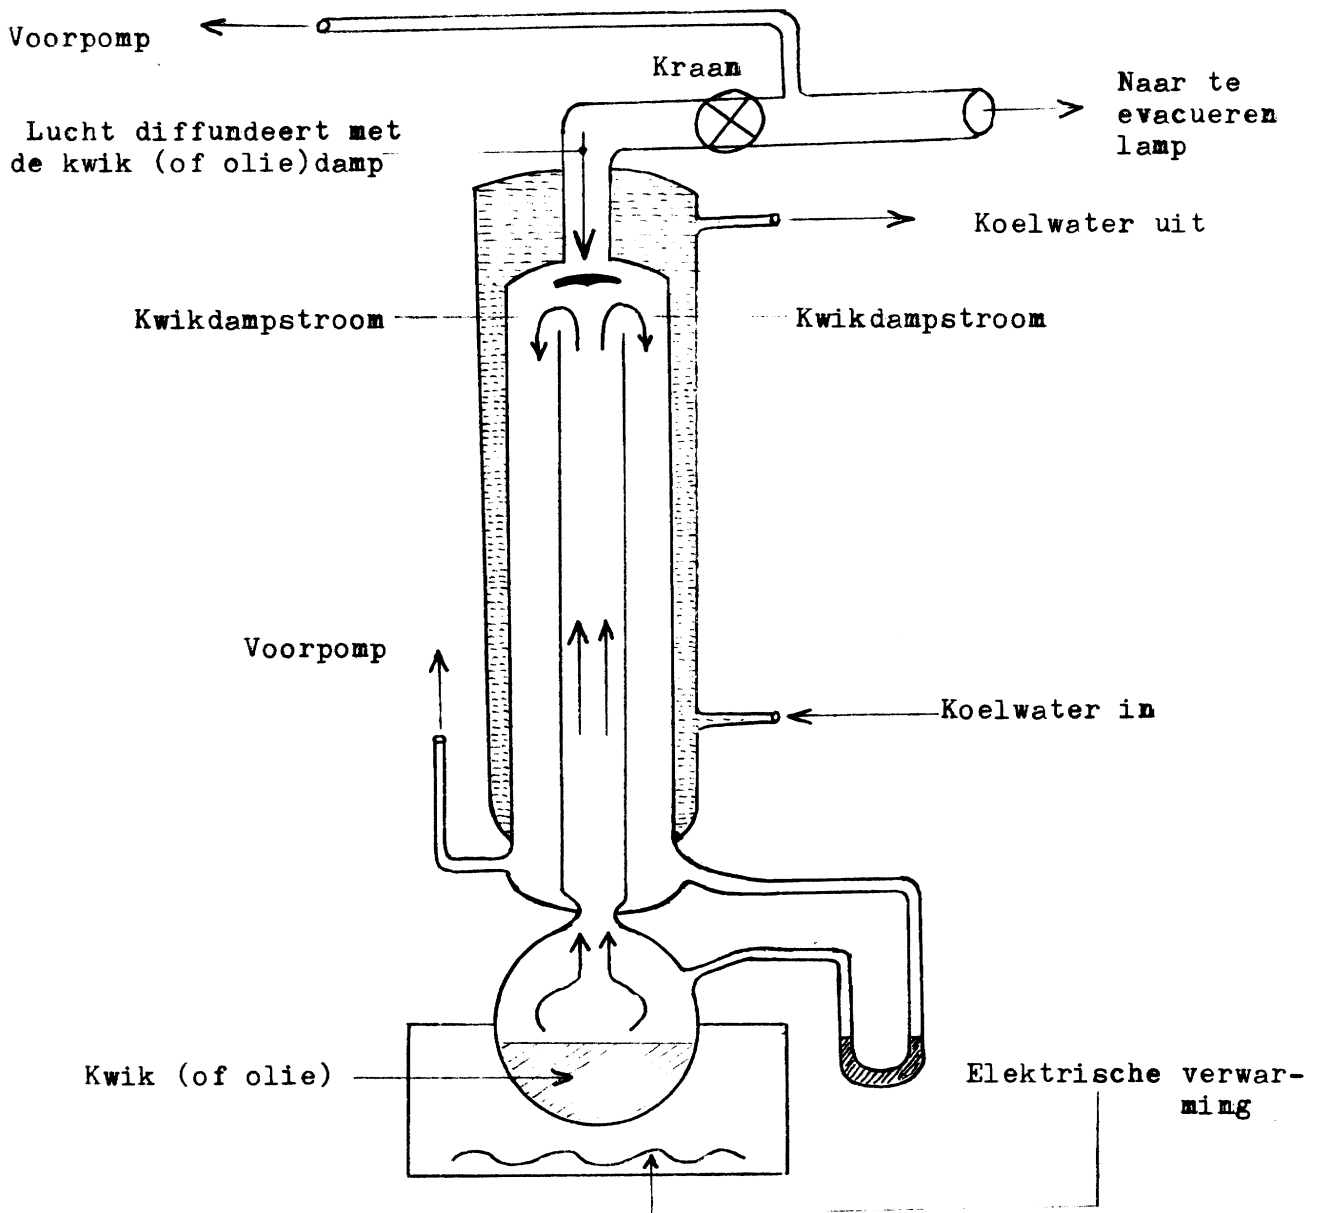 Voorpomp
Kraan
Naar te
evacueren
lamp
Lucht diffundeert met
de kwik (of olie)damp
Koelwater uit
Kwikdampstroom
Kwikdampstroom
Voorpomp
Koelwater in
Kwik (of olie)
Elektrische verwar-
ming